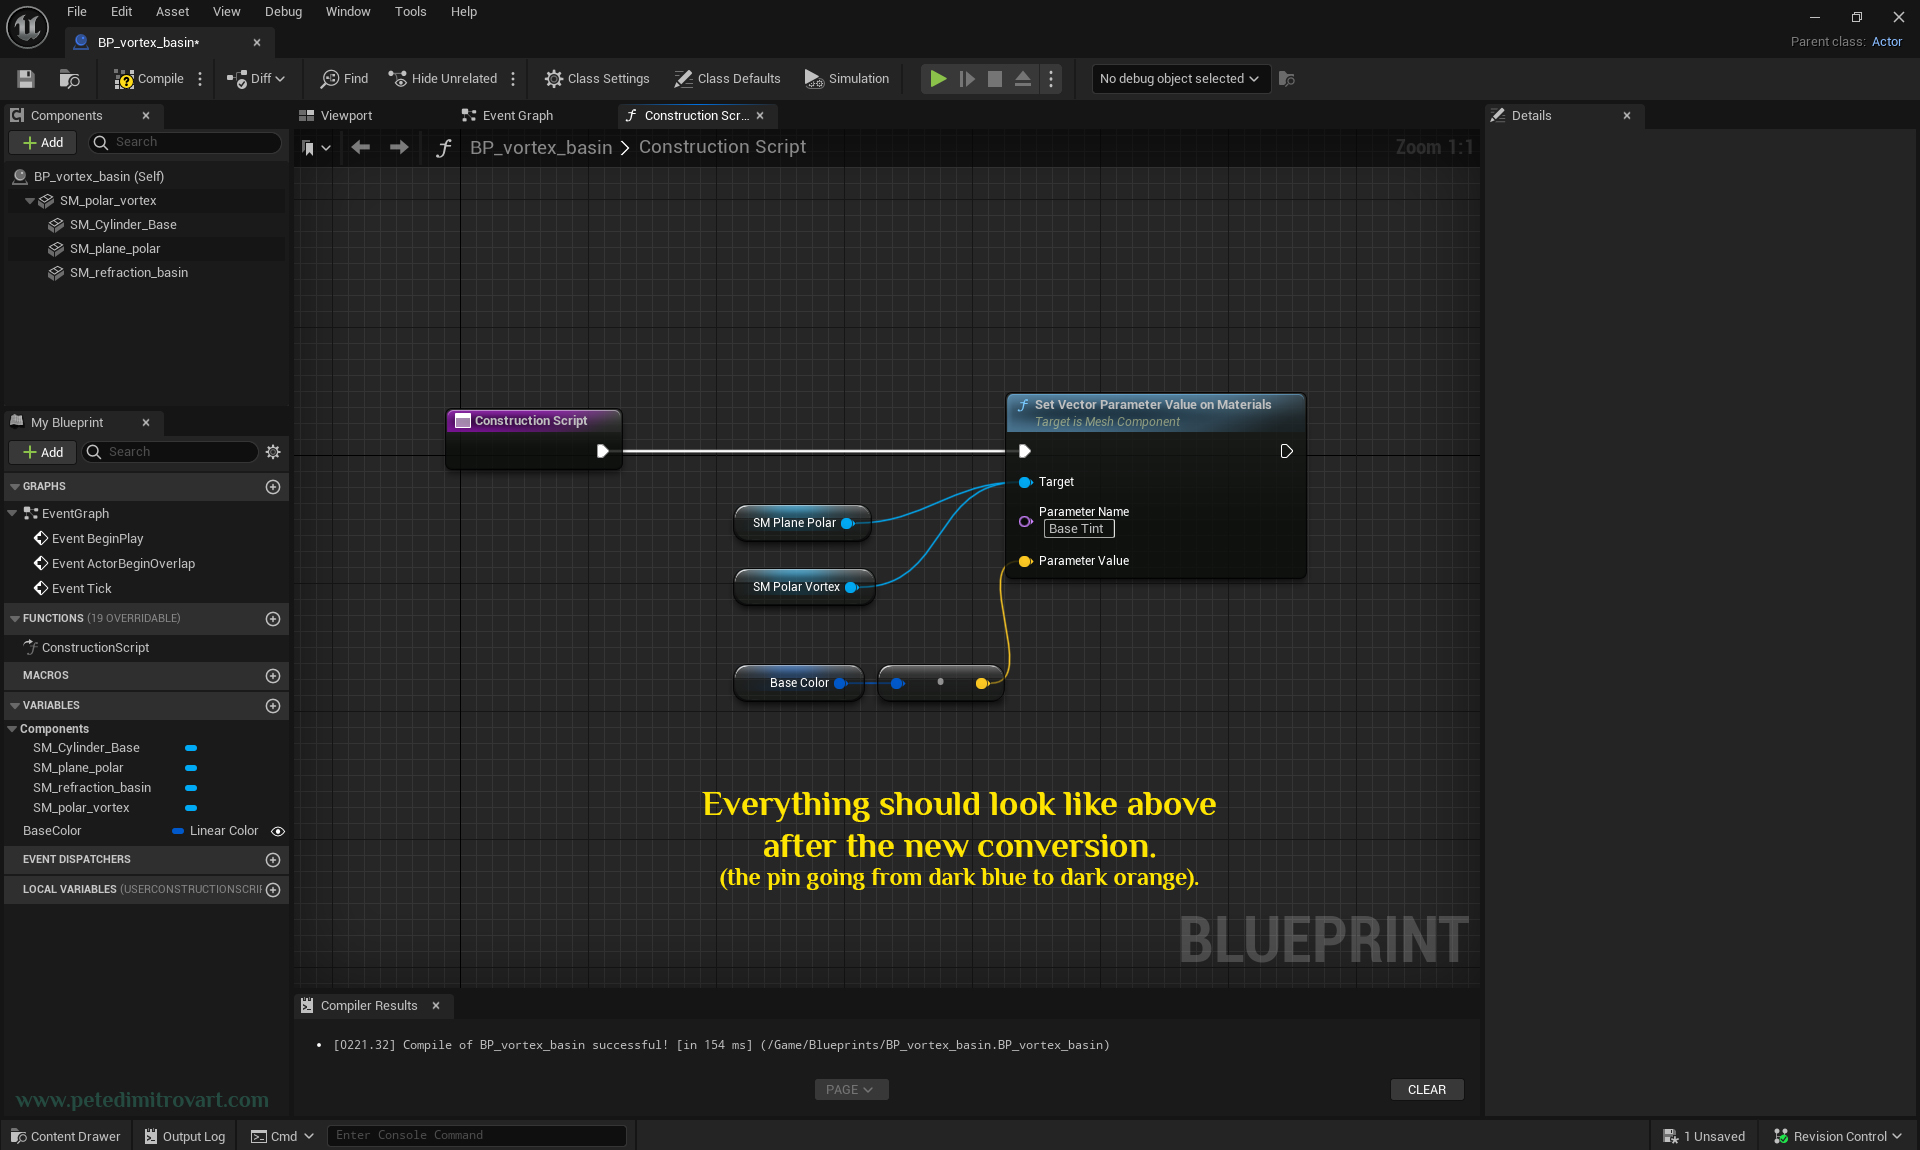 File Edit Asset View Debug Window Tools Help
BP_vortex_basin*
Parent class: Actor
Compile Diff Find Hide Unrelated Class Settings Class Defaults Simulation No debug object selected
Components
Add Search
BP_vortex_basin (Self)
SM_polar_vortex
SM_Cylinder_Base
SM_plane_polar
SM_refraction_basin
My Blueprint
Add Search
GRAPHS
EventGraph
Event BeginPlay
Event ActorBeginOverlap
Event Tick
FUNCTIONS (19 OVERRIDABLE)
ConstructionScript
MACROS
VARIABLES
Components
SM_Cylinder_Base
SM_plane_polar
SM_refraction_basin
SM_polar_vortex
BaseColor Linear Color
EVENT DISPATCHERS
LOCAL VARIABLES (USERCONSTRUCTIONSCRIP
www.petedimitrovart.com
Viewport Event Graph Construction Scr...
BP_vortex_basin > Construction Script
Zoom 1:1
Construction Script
Set Vector Parameter Value on Materials
Target is Mesh Component
Target
Parameter Name
Base Tint
Parameter Value
SM Plane Polar
SM Polar Vortex
Base Color
Everything should look like above
after the new conversion.
(the pin going from dark blue to dark orange).
BLUEPRINT
Compiler Results
[0221.32] Compile of BP_vortex_basin successful! [in 154 ms] (/Game/Blueprints/BP_vortex_basin.BP_vortex_basin)
PAGE
CLEAR
Details
Content Drawer Output Log Cmd Enter Console Command 1 Unsaved Revision Control